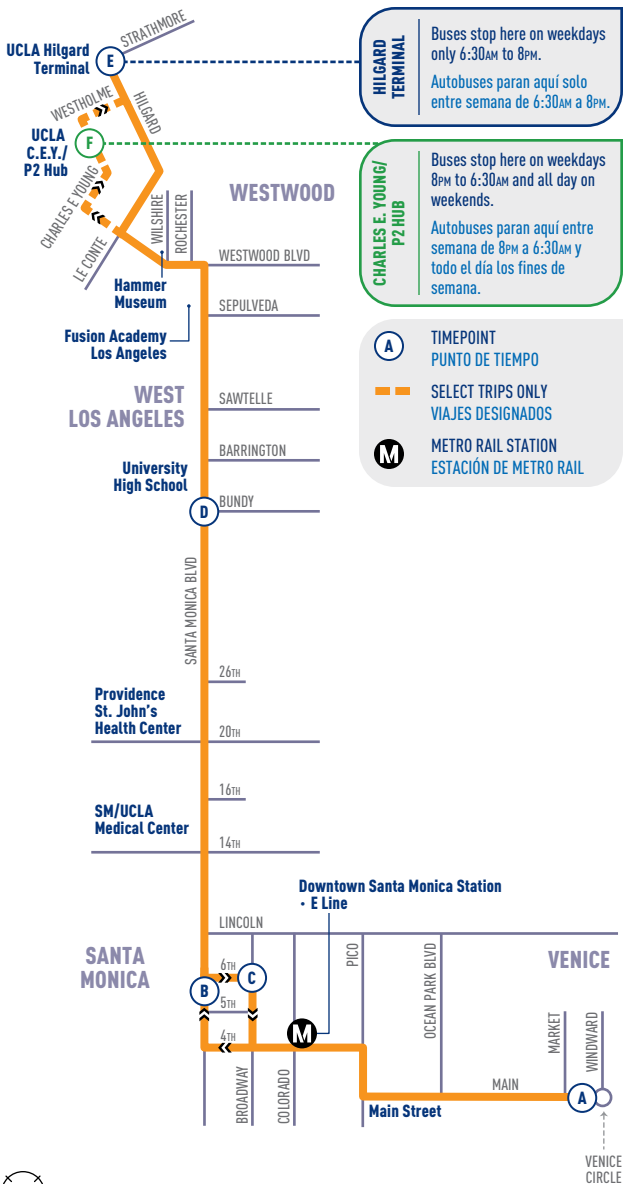 STRATHMORE
UCLA Hilgard
Terminal
E
HILGARD
TERMINAL
Buses stop here on weekdays
only 6:30AM to 8PM.
Autobuses paran aquí solo
entre semana de 6:30AM a 8PM.
WESTHOLME
HILGARD
UCLA
C.E.Y./
P2 Hub
F
CHARLES E YOUNG
LE CONTE
CHARLES E. YOUNG/
P2 HUB
Buses stop here on weekdays
8PM to 6:30AM and all day on
weekends.
Autobuses paran aquí entre
semana de 8PM a 6:30AM y
todo el día los fines de
semana.
WESTWOOD
WILSHIRE
ROCHESTER
WESTWOOD BLVD
Hammer
Museum
SEPULVEDA
Fusion Academy
Los Angeles
A
TIMEPOINT
PUNTO DE TIEMPO
SELECT TRIPS ONLY
VIAJES DESIGNADOS
M
METRO RAIL STATION
ESTACIÓN DE METRO RAIL
WEST
LOS ANGELES
SAWTELLE
BARRINGTON
University
High School
D
BUNDY
SANTA MONICA BLVD
26TH
Providence
St. John's
Health Center
20TH
16TH
SM/UCLA
Medical Center
14TH
Downtown Santa Monica Station
• E Line
LINCOLN
SANTA
MONICA
6TH
C
B
5TH
4TH
M
BROADWAY
COLORADO
PICO
OCEAN PARK BLVD
VENICE
MARKET
WINDWARD
MAIN
A
Main Street
VENICE
CIRCLE